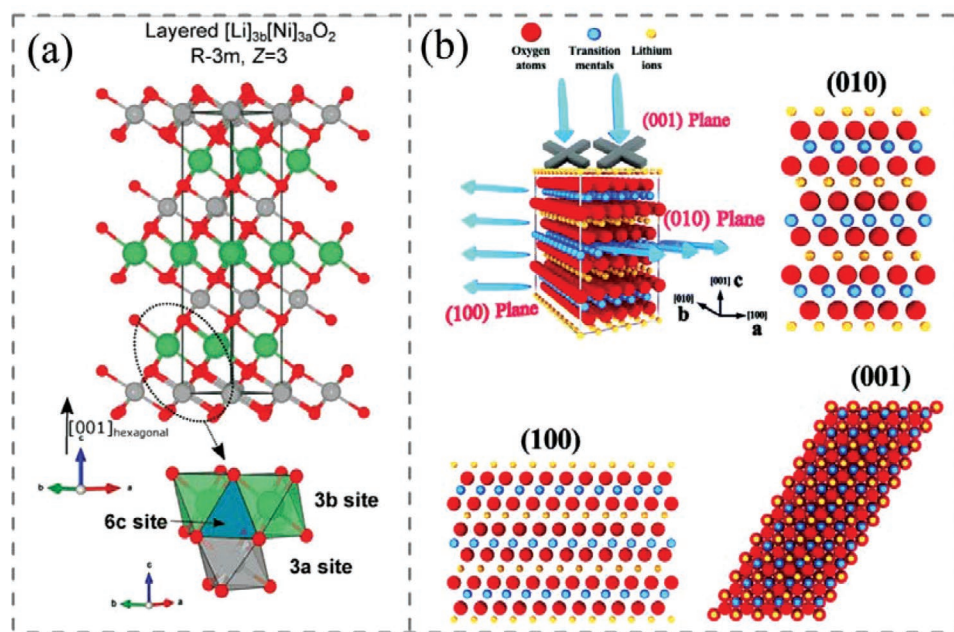 (a)
Layered [Li]3b[Ni]3aO2
R-3m, Z=3
[001]hexagonal
c
b
a
6c site
3b site
3a site
c
b
a
(b)
Oxygen
atoms
Transition
mentals
Lithium
ions
(001) Plane
(010) Plane
(100) Plane
[001] c
[010]
b
[100]
a
(010)
(100)
(001)